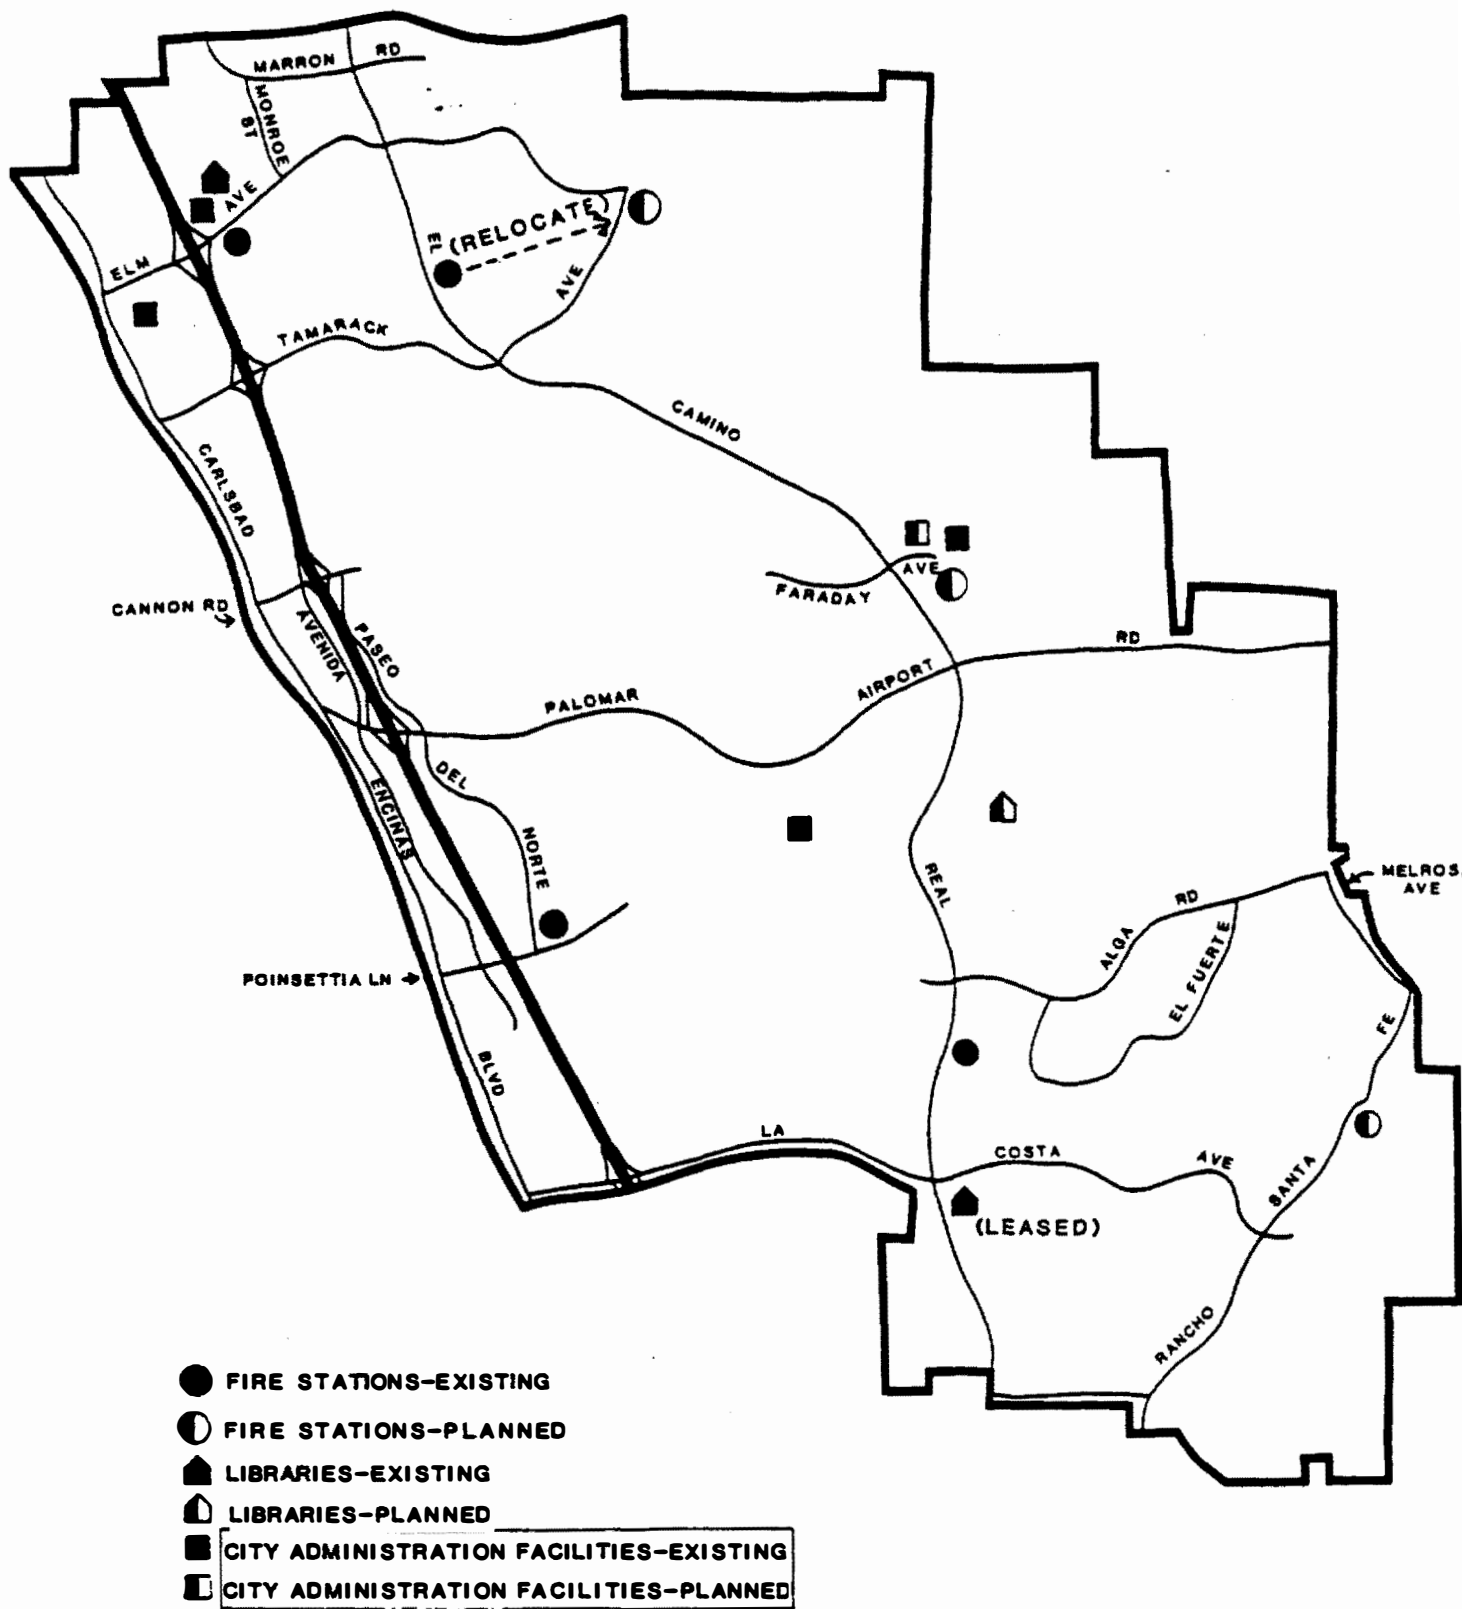 MARRON RD
MONROE
ST
AVE
ELM
EL
(RELOCATE)
AVE
TAMARACK
CAMINO
CARLSBAD
CANNON RD
AVENIDA
PASEO
FARADAY
AVE
PALOMAR
AIRPORT
RD
ENCINAS
DEL
NORTE
REAL
MELROS
AVE
ALGA
RD
EL FUERTE
POINSETTIA LN
BLVD
FE
SANTA
RANCHO
LA
COSTA
AVE
(LEASED)
FIRE STATIONS-EXISTING
FIRE STATIONS-PLANNED
LIBRARIES-EXISTING
LIBRARIES-PLANNED
CITY ADMINISTRATION FACILITIES-EXISTING
CITY ADMINISTRATION FACILITIES-PLANNED